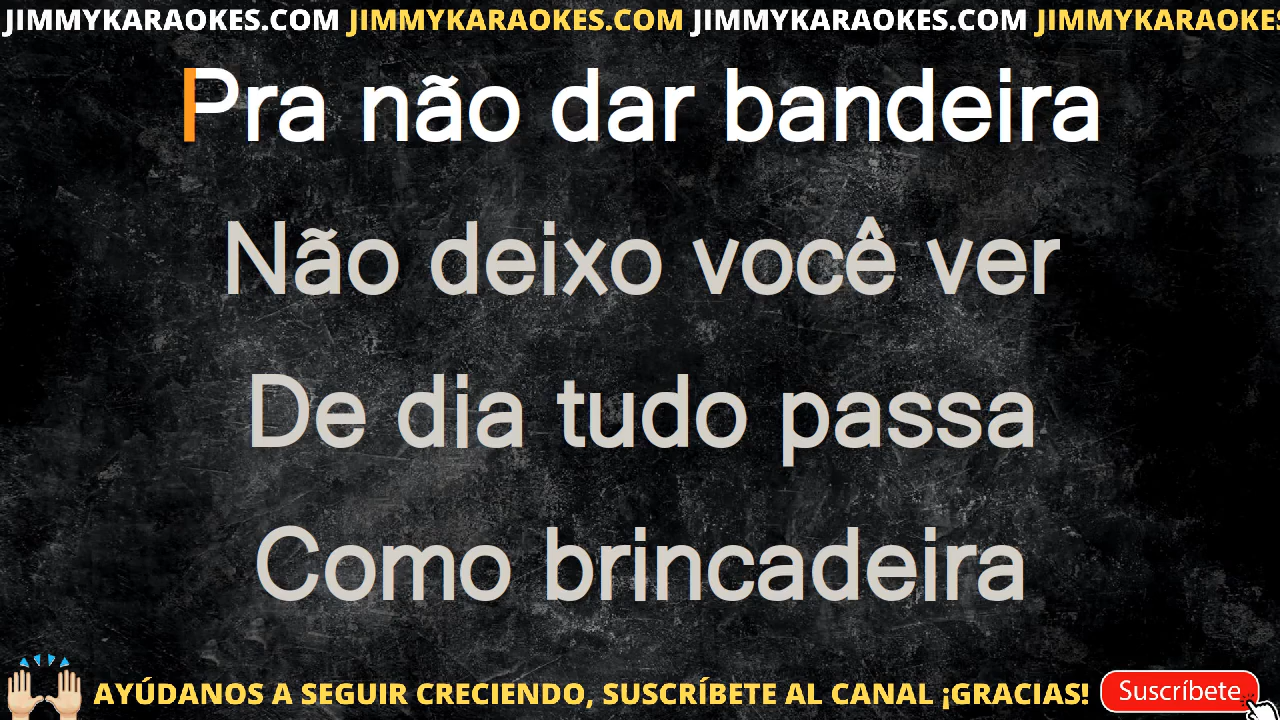 JIMMYKARAOKES.COM JIMMYKARAOKES.COM JIMMYKARAOKES.COM JIMMYKARAOKES
Pra não dar bandeira
Não deixo você ver
De dia tudo passa
Como brincadeira
AYÚDANOS A SEGUIR CRECIENDO, SUSCRÍBETE AL CANAL ¡GRACIAS! Suscríbete